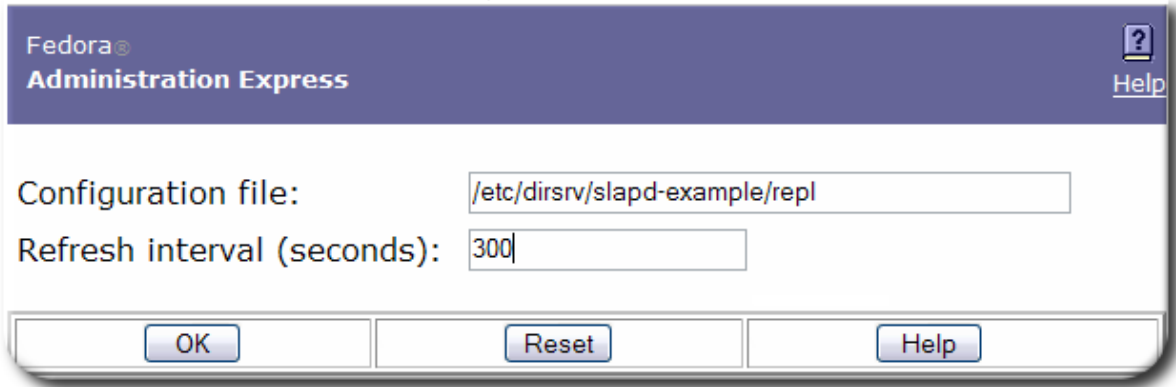 Fedora®
Administration Express
?
Help
Configuration file: /etc/dirsrv/slapd-example/repl
Refresh interval (seconds): 300
OK Reset Help